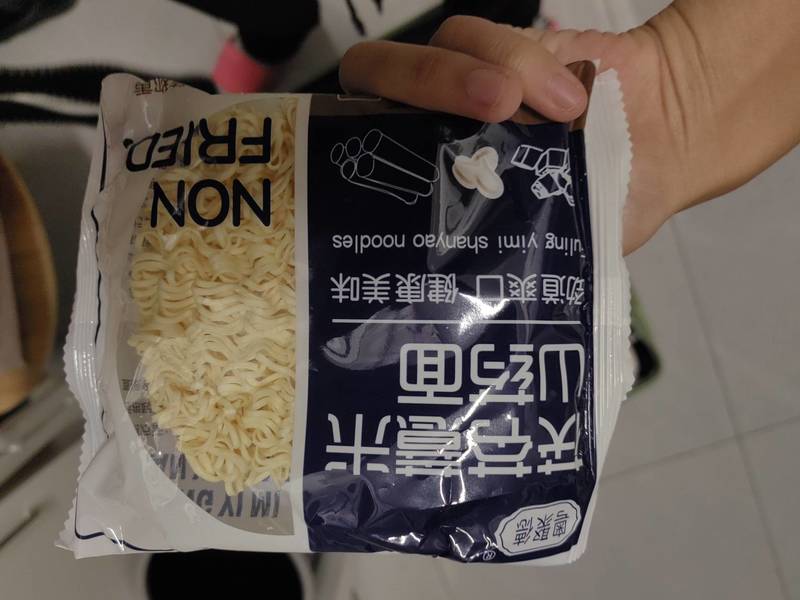 茯苓薏米
山药面
劲道爽口 健康美味
uling yimi shanyao noodles
NON
FRIED